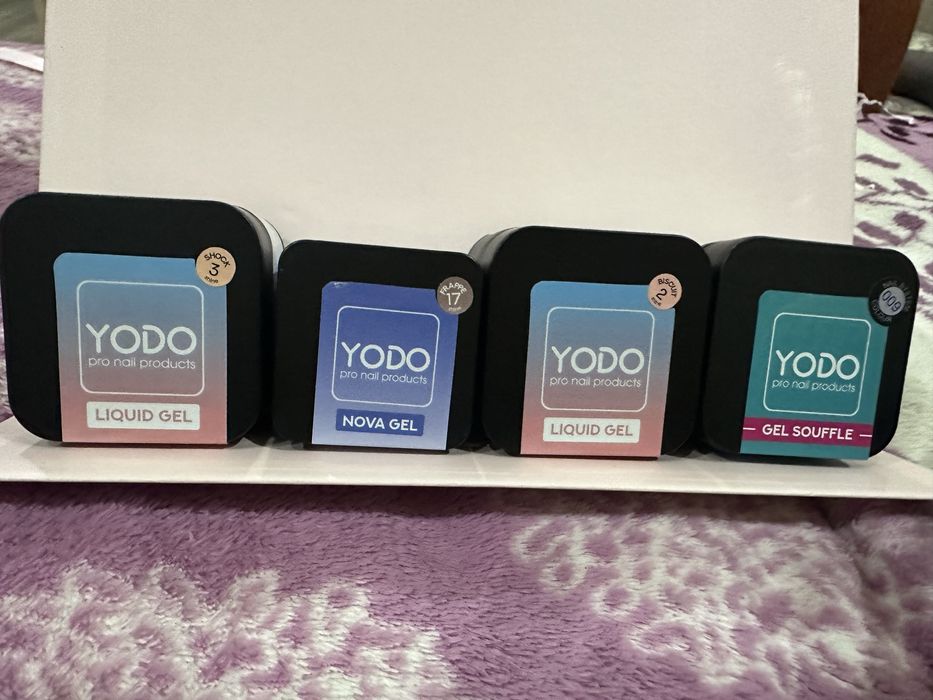 SHOCK
3
YODO
pro nail products
LIQUID GEL
FRAPPE
17
YODO
pro nail products
NOVA GEL
BISCUIT
2
YODO
pro nail products
LIQUID GEL
009
YODO
pro nail products
GEL SOUFFLE